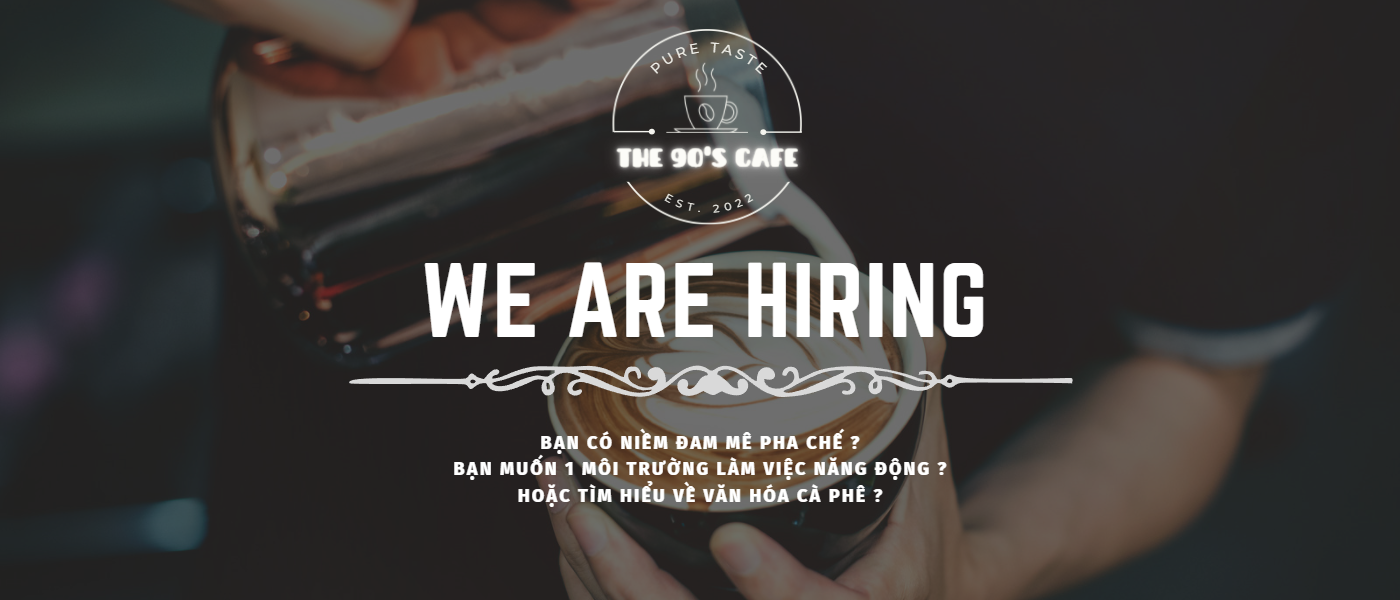 PURE TASTE
THE 90'S CAFE
EST. 2022
WE ARE HIRING
BẠN CÓ NIỀM ĐAM MÊ PHA CHẾ ?
BẠN MUỐN 1 MÔI TRƯỜNG LÀM VIỆC NĂNG ĐỘNG ?
HOẶC TÌM HIỂU VỀ VĂN HÓA CÀ PHÊ ?